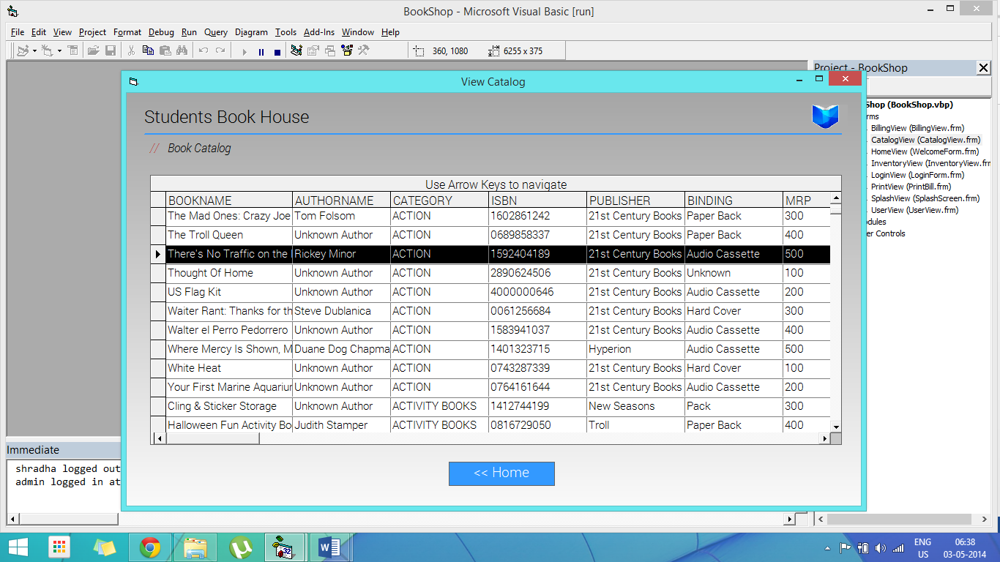 BookShop - Microsoft Visual Basic [run]
File Edit View Project Format Debug Run Query Diagram Tools Add-Ins Window Help
360, 1080 6255 x 375
Project - BookShop
View Catalog
Students Book House
// Book Catalog
Use Arrow Keys to navigate
BOOKNAME AUTHORNAME CATEGORY ISBN PUBLISHER BINDING MRP
The Mad Ones: Crazy Joe Tom Folsom ACTION 1602861242 21st Century Books Paper Back 300
The Troll Queen Unknown Author ACTION 0689858337 21st Century Books Paper Back 400
There's No Traffic on the Rickey Minor ACTION 1592404189 21st Century Books Audio Cassette 500
Thought Of Home Unknown Author ACTION 2890624506 21st Century Books Unknown 100
US Flag Kit Unknown Author ACTION 4000000646 21st Century Books Audio Cassette 200
Waiter Rant: Thanks for th Steve Dublanica ACTION 0061256684 21st Century Books Hard Cover 300
Walter el Perro Pedorrero Unknown Author ACTION 1583941037 21st Century Books Audio Cassette 400
Where Mercy Is Shown, M Duane Dog Chapma ACTION 1401323715 Hyperion Audio Cassette 500
White Heat Unknown Author ACTION 0743287339 21st Century Books Hard Cover 100
Your First Marine Aquariun Unknown Author ACTION 0764161644 21st Century Books Audio Cassette 200
Cling & Sticker Storage Unknown Author ACTIVITY BOOKS 1412744199 New Seasons Pack 300
Halloween Fun Activity Bo Judith Stamper ACTIVITY BOOKS 0816729050 Troll Paper Back 400
<< Home
Shop (BookShop.vbp)
rms
BillingView (BillingView.frm)
CatalogView (CatalogView.frm)
HomeView (WelcomeForm.frm)
InventoryView (InventoryView.frm
LoginView (LoginForm.frm)
PrintView (PrintBill.frm)
SplashView (SplashScreen.frm)
UserView (UserView.frm)
dules
er Controls
Immediate
shradha logged out
admin logged in at
32
ENG 06:38
US 03-05-2014